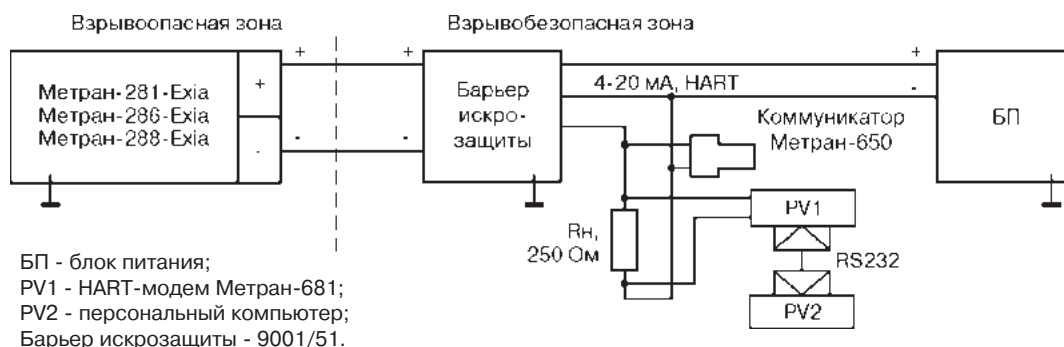 Взрывоопасная зона
Взрывобезопасная зона
+
+
+
Метран-281-Exia
Метран-286-Exia
Метран-288-Exia
+
-
-
-
Барьер
искро-
защиты
4-20 мА, HART
-
БП
Коммуникатор
Метран-650
Rн,
250 Ом
PV1
RS232
PV2
БП - блок питания;
PV1 - HART-модем Метран-681;
PV2 - персональный компьютер;
Барьер искрозащиты - 9001/51.